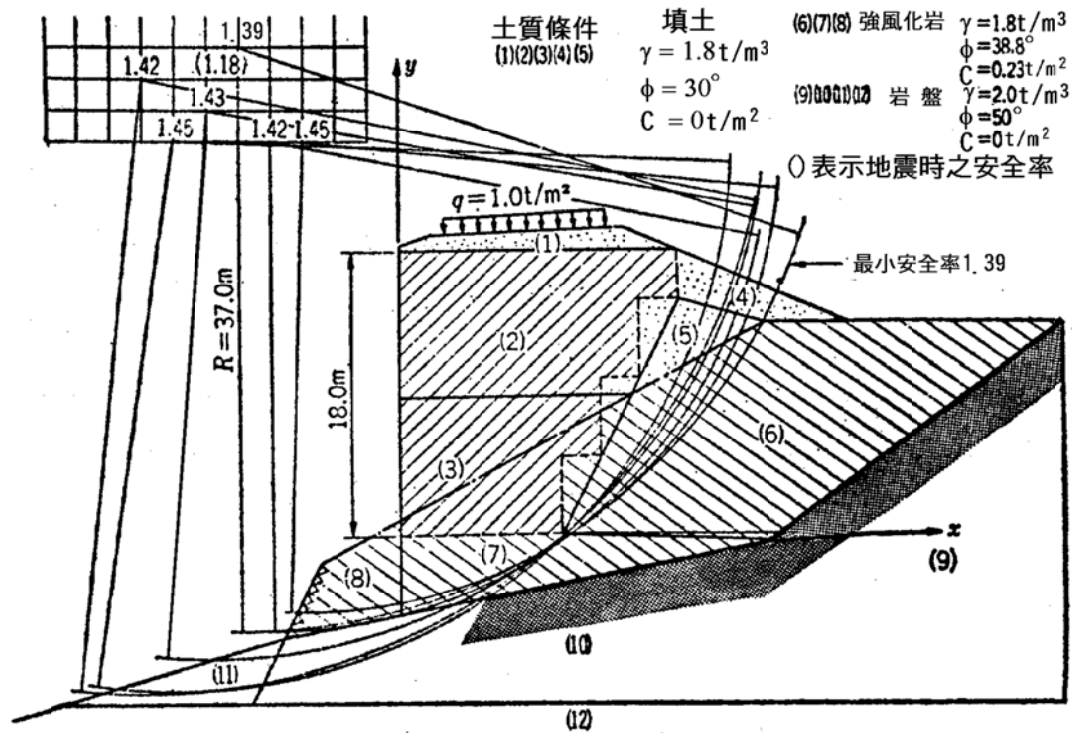 土質條件
(1)(2)(3)(4)(5)
填土
γ = 1.8t/m³
ϕ = 30°
C = 0t/m²
(6)(7)(8) 強風化岩
γ=1.8t/m³
ϕ=38.8°
C=0.23t/m²
岩盤
γ=2.0t/m³
ϕ=50°
C=0t/m²
()表示地震時之安全率
1.39
1.42
(1.18)
1.43
1.45
1.42
1.45
y
q=1.0t/m²
(1)
最小安全率1.39
(4)
(5)
(2)
R=37.0m
18.0m
(6)
(3)
x
(7)
(9)
(8)
(10)
(11)
(12)